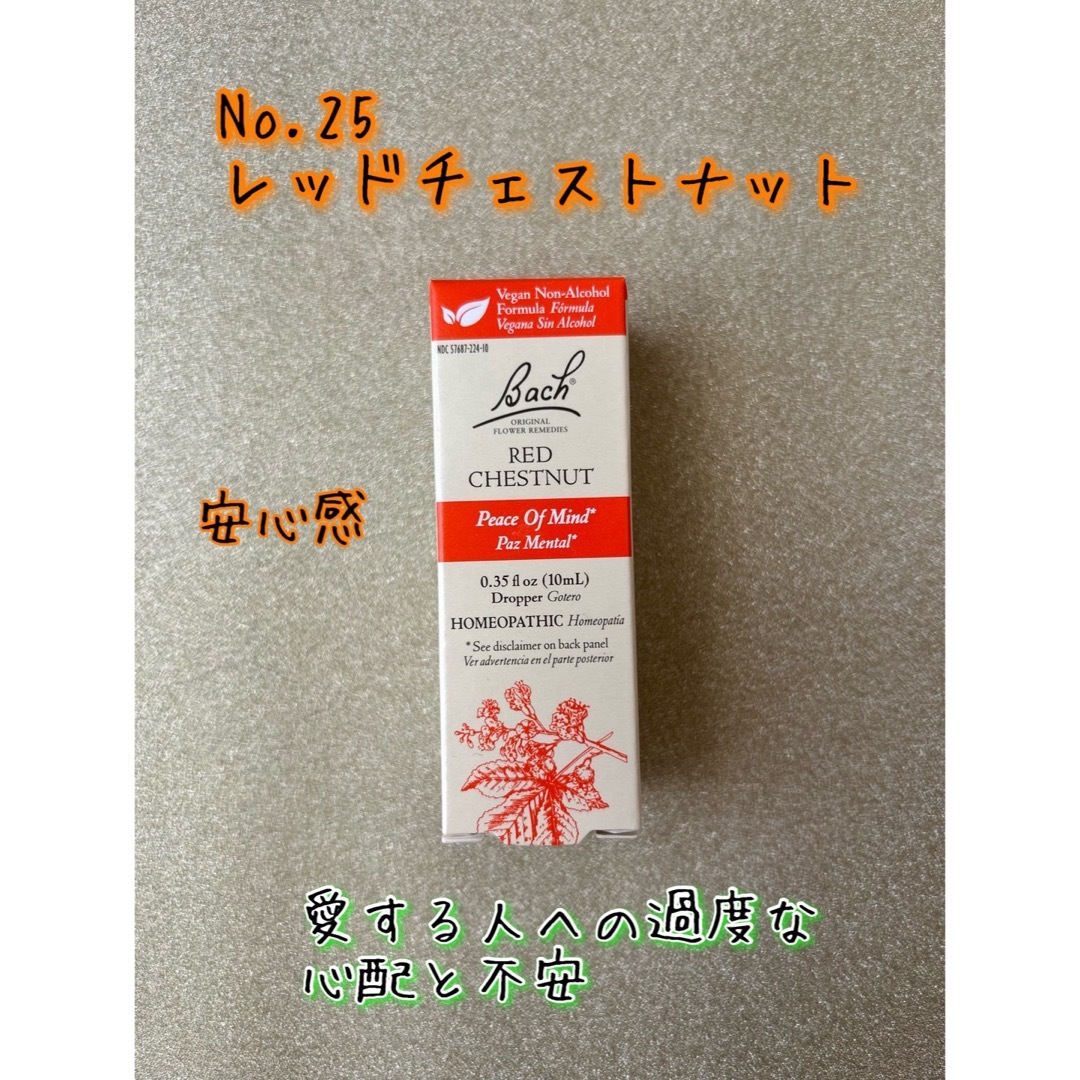 No.25
レッドチェストナット
Vegan Non-Alcohol
Formula Fórmula
Vegana Sin Alcohol
NDC 57687-224-10
Bach®
ORIGINAL
FLOWER REMEDIES
RED
CHESTNUT
安心感
Peace Of Mind*
Paz Mental*
0.35 fl oz (10mL)
Dropper Gotero
HOMEOPATHIC Homeopatía
* See disclaimer on back panel
Ver advertencia en el parte posterior
愛する人への過度な
心配と不安